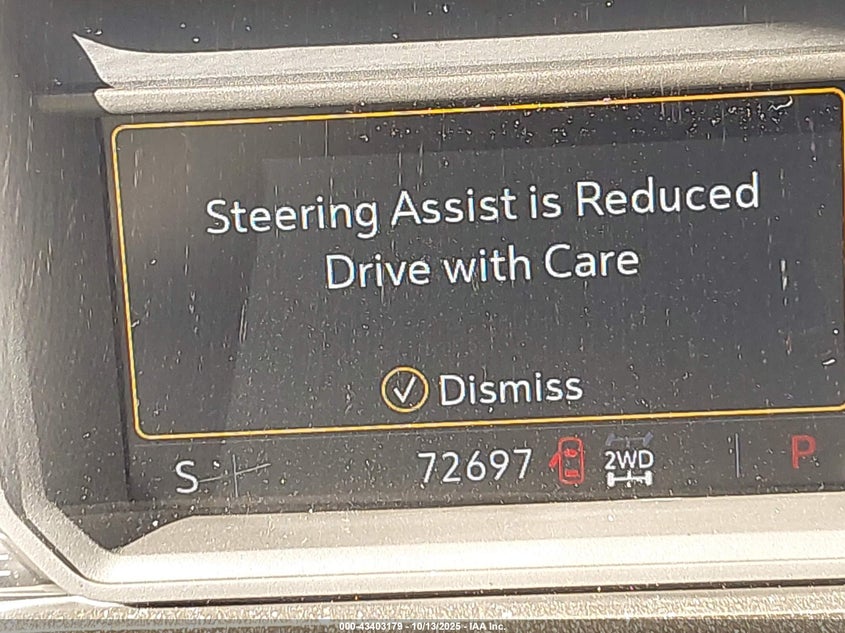 Steering Assist is Reduced
Drive with Care
Dismiss
S 72697 2WD P
000-43403179 - 10/13/2025 - IAA Inc.